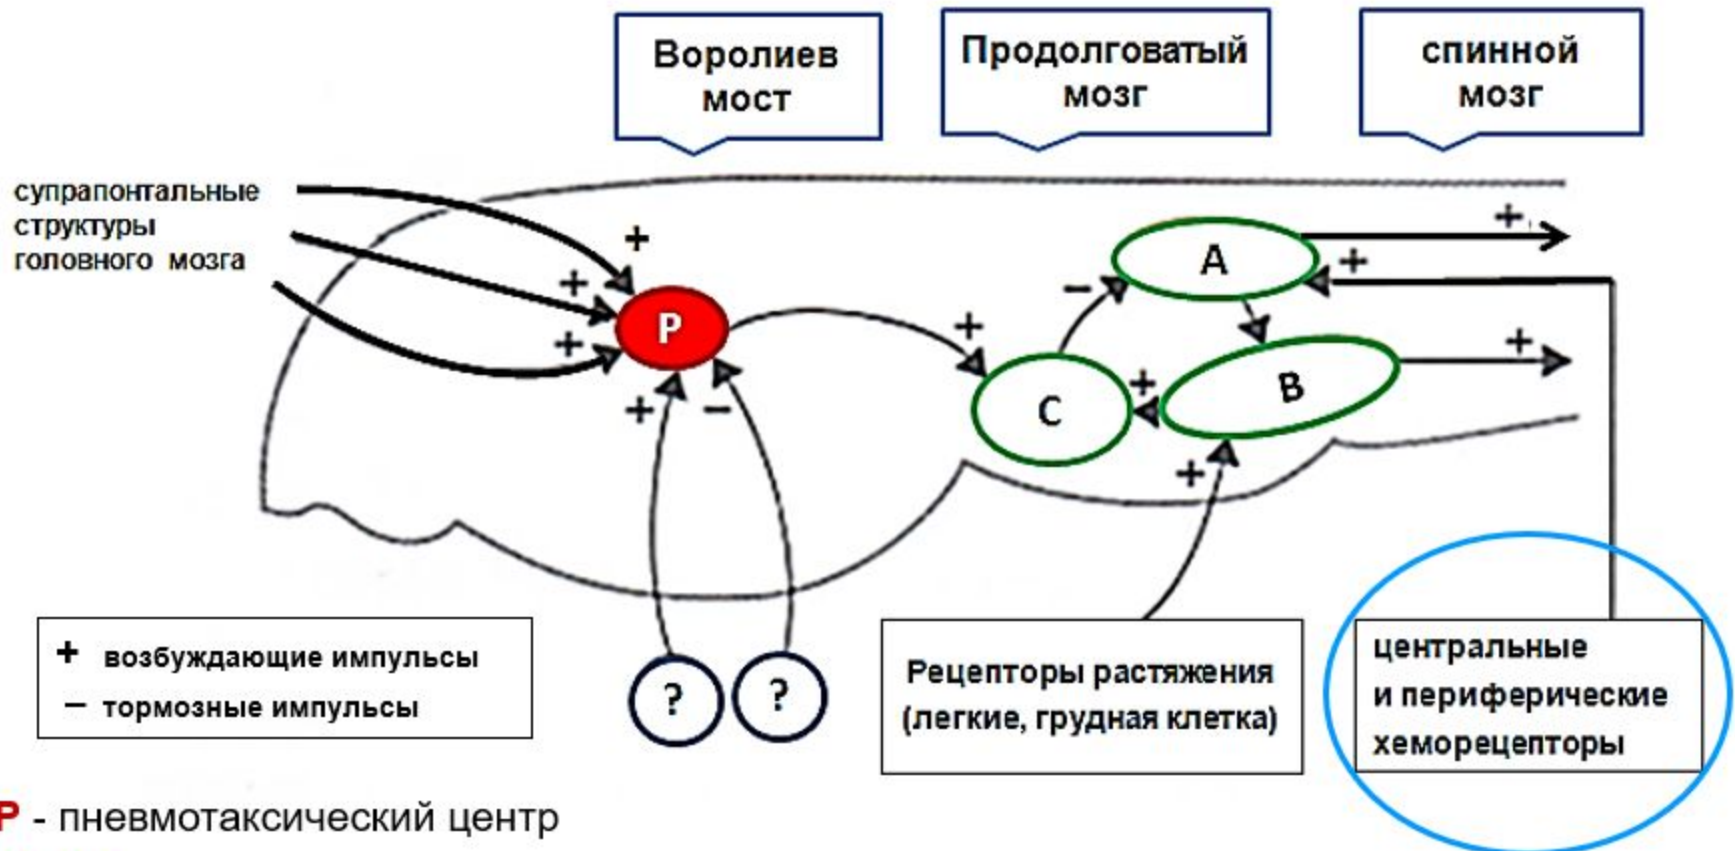 Воролиев
мост
Продолговатый
мозг
спинной
мозг
супрапонтальные
структуры
головного мозга
+
+
+
P
+
−
+
−
A
+
+
C
+
B
+
+
+ возбуждающие импульсы
− тормозные импульсы
?
?
Рецепторы растяжения
(легкие, грудная клетка)
центральные
и периферические
хеморецепторы
P - пневмотаксический центр